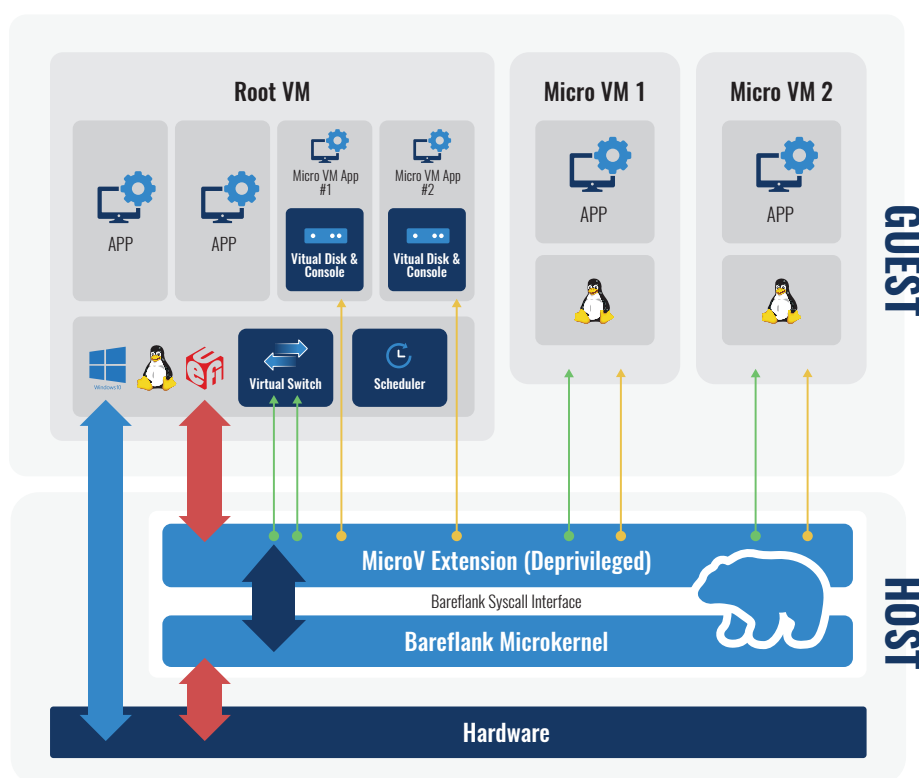 Root VM
Micro VM 1
Micro VM 2
APP
APP
Micro VM App
#1
Vitual Disk &
Console
Micro VM App
#2
Vitual Disk &
Console
APP
APP
GUEST
Windows10
uefi
Virtual Switch
Scheduler
MicroV Extension (Deprivileged)
Bareflank Syscall Interface
Bareflank Microkernel
HOST
Hardware